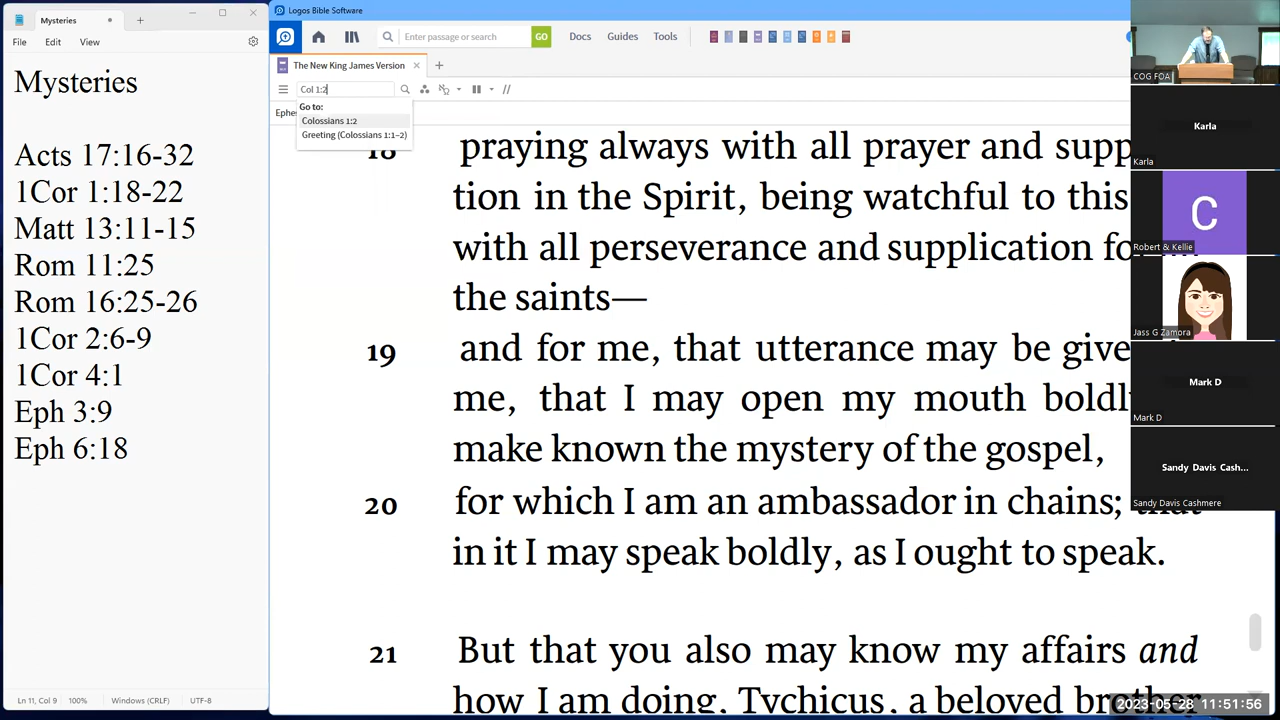 Mysteries
File Edit View
Mysteries
Acts 17:16-32
1Cor 1:18-22
Matt 13:11-15
Rom 11:25
Rom 16:25-26
1Cor 2:6-9
1Cor 4:1
Eph 3:9
Eph 6:18
Ln 11, Col 9 100% Windows (CRLF) UTF-8
Logos Bible Software
Enter passage or search GO Docs Guides Tools
The New King James Version
Col 1:2
Go to:
Colossians 1:2
Greeting (Colossians 1:1–2)
Ephe
18 praying always with all prayer and supp
tion in the Spirit, being watchful to this
with all perseverance and supplication fo
the saints—
19 and for me, that utterance may be give
me, that I may open my mouth boldl
make known the mystery of the gospel,
20 for which I am an ambassador in chains; that
in it I may speak boldly, as I ought to speak.
21 But that you also may know my affairs and
how I am doing, Tychicus, a beloved brother
COG FOA
Karla
Karla
C
Robert & Kellie
Jass G Zamora
Mark D
Mark D
Sandy Davis Cash...
Sandy Davis Cashmere
2023-05-28 11:51:56